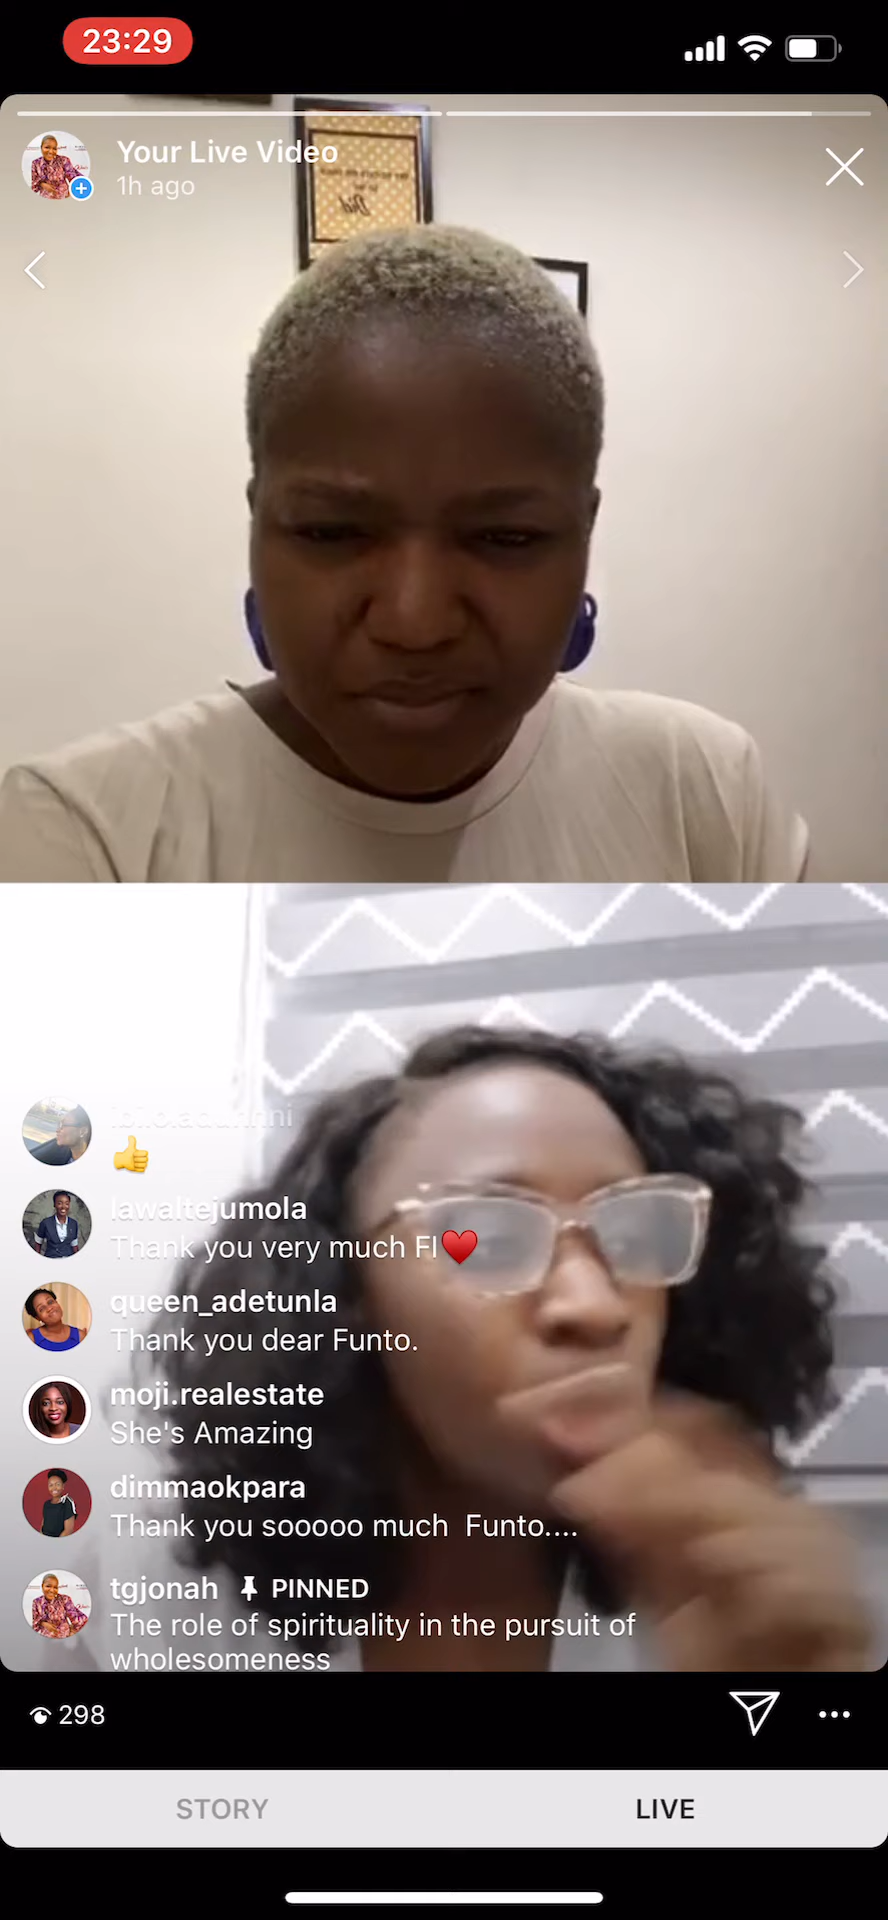 23:29
Your Live Video
1h ago
lawaltejumola
Thank you very much FI❤️
queen_adetunla
Thank you dear Funto.
moji.realestate
She's Amazing
dimmaokpara
Thank you sooooo much Funto....
tgjonah PINNED
The role of spirituality in the pursuit of
wholesomeness
298
STORY
LIVE